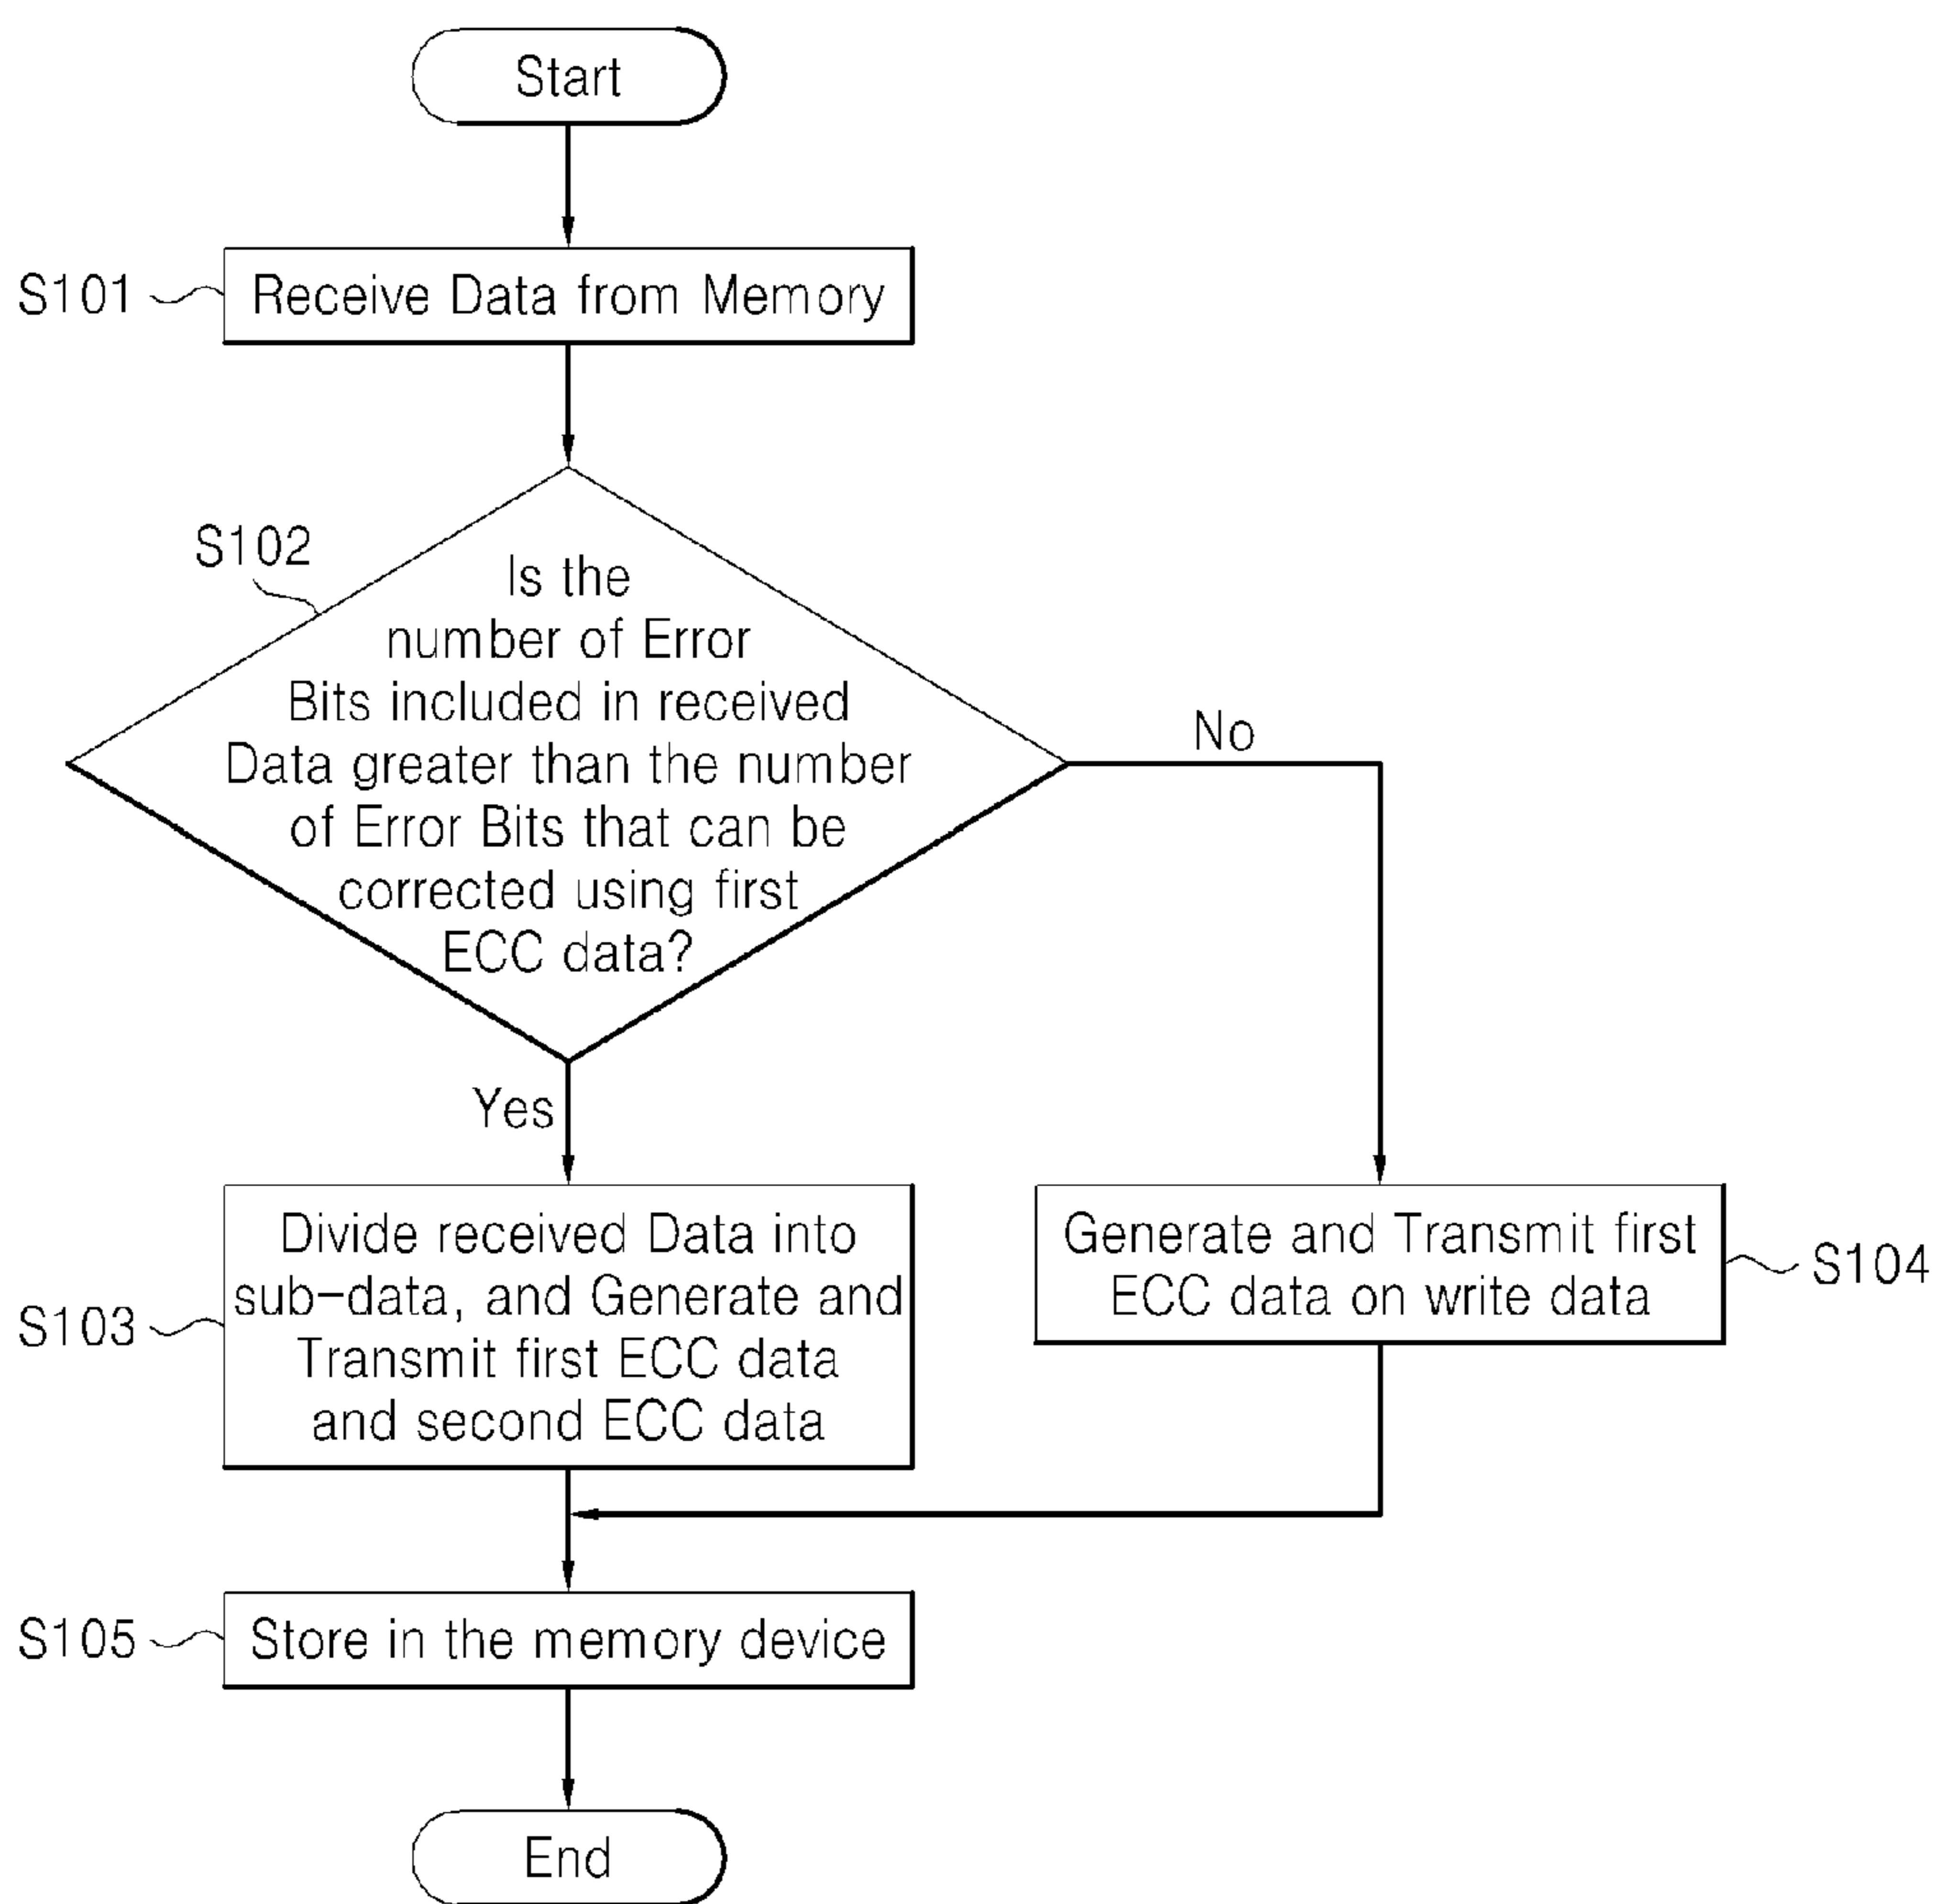 Start
S101
Receive Data from Memory
S102
Is the
number of Error
Bits included in received
Data greater than the number
of Error Bits that can be
corrected using first
ECC data?
No
Yes
S103
Divide received Data into
sub-data, and Generate and
Transmit first ECC data
and second ECC data
Generate and Transmit first
ECC data on write data
S104
S105
Store in the memory device
End